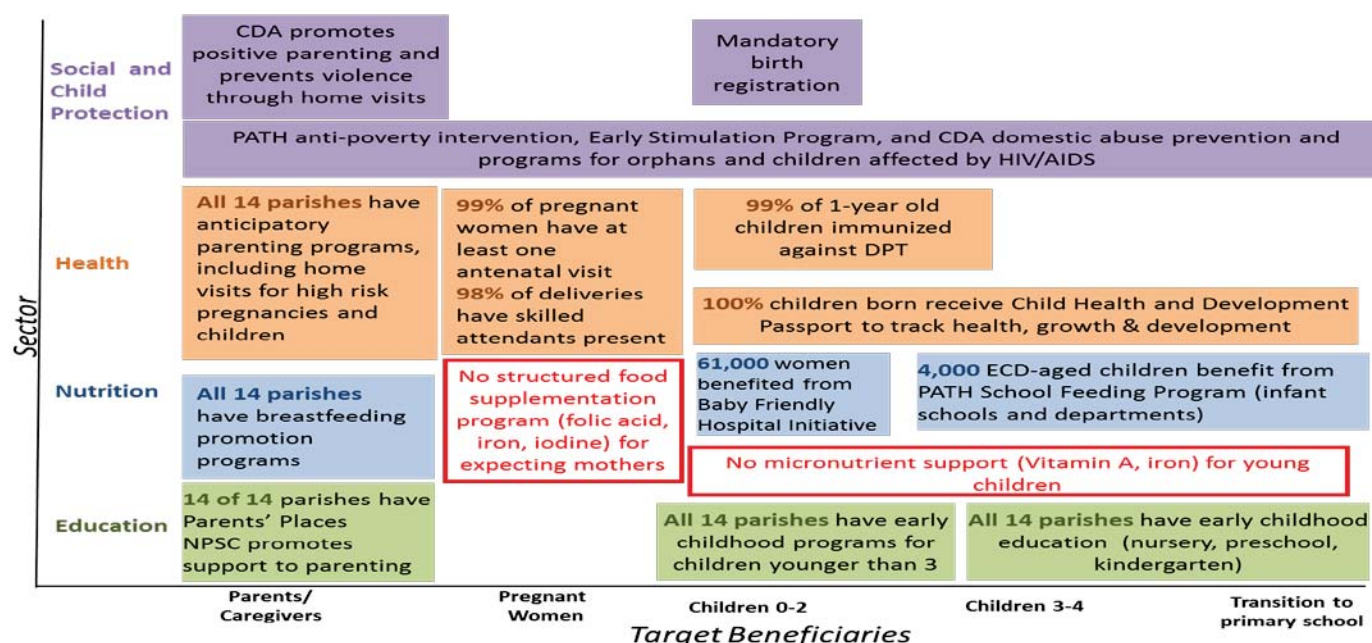 CDA promotes
positive parenting and
prevents violence
through home visits
Mandatory
birth
registration
Social and
Child
Protection
PATH anti-poverty intervention, Early Stimulation Program, and CDA domestic abuse prevention and
programs for orphans and children affected by HIV/AIDS
All 14 parishes have
anticipatory
parenting programs,
including home
visits for high risk
pregnancies and
children
99% of pregnant
women have at
least one
antenatal visit
98% of deliveries
have skilled
attendants present
99% of 1-year old
children immunized
against DPT
Health
100% children born receive Child Health and Development
Passport to track health, growth & development
Sector
Nutrition
All 14 parishes
have breastfeeding
promotion
programs
No structured food
supplementation
program (folic acid,
iron, iodine) for
expecting mothers
61,000 women
benefited from
Baby Friendly
Hospital Initiative
4,000 ECD-aged children benefit from
PATH School Feeding Program (infant
schools and departments)
No micronutrient support (Vitamin A, iron) for young
children
Education
14 of 14 parishes have
Parents' Places
NPSC promotes
support to parenting
All 14 parishes have early
childhood programs for
children younger than 3
All 14 parishes have early childhood
education (nursery, preschool,
kindergarten)
Parents/
Caregivers
Pregnant
Women
Children 0-2
Children 3-4
Transition to
primary school
Target Beneficiaries